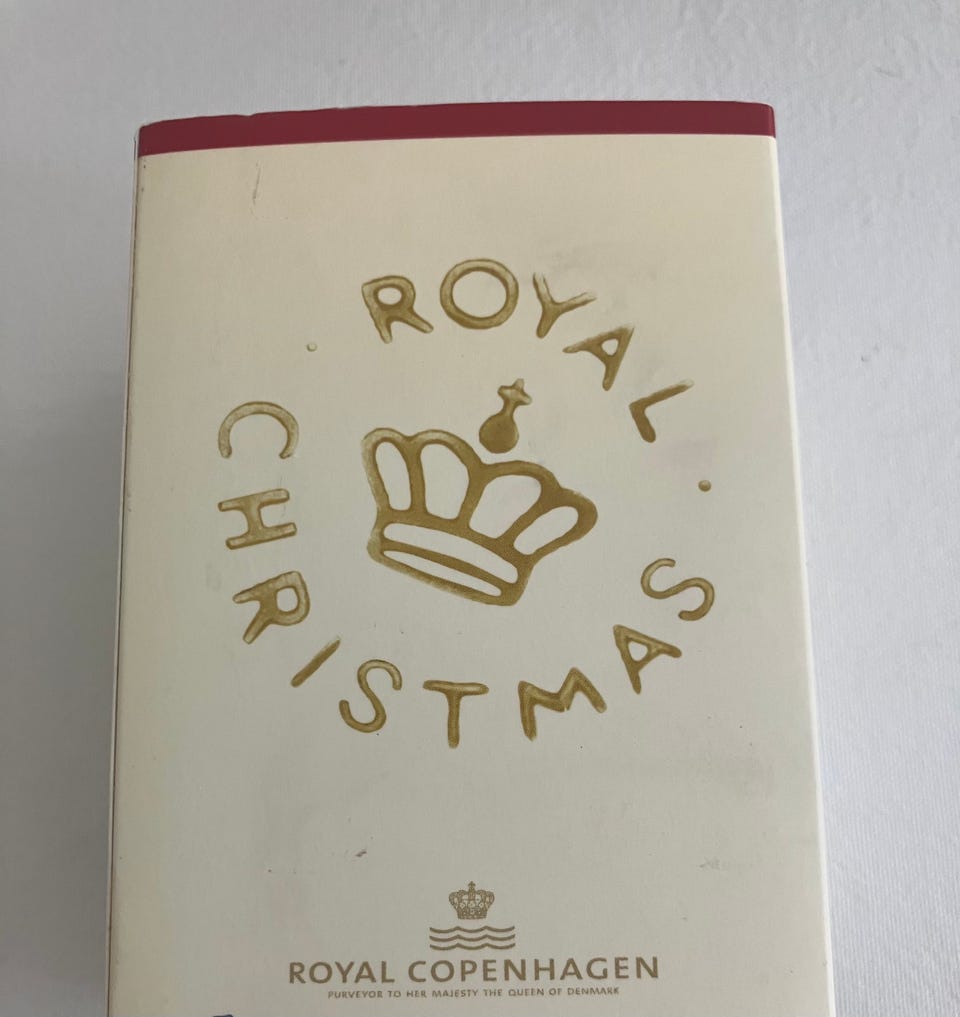 ROYAL
CHRISTMAS
ROYAL COPENHAGEN
PURVEYOR TO HER MAJESTY THE QUEEN OF DENMARK